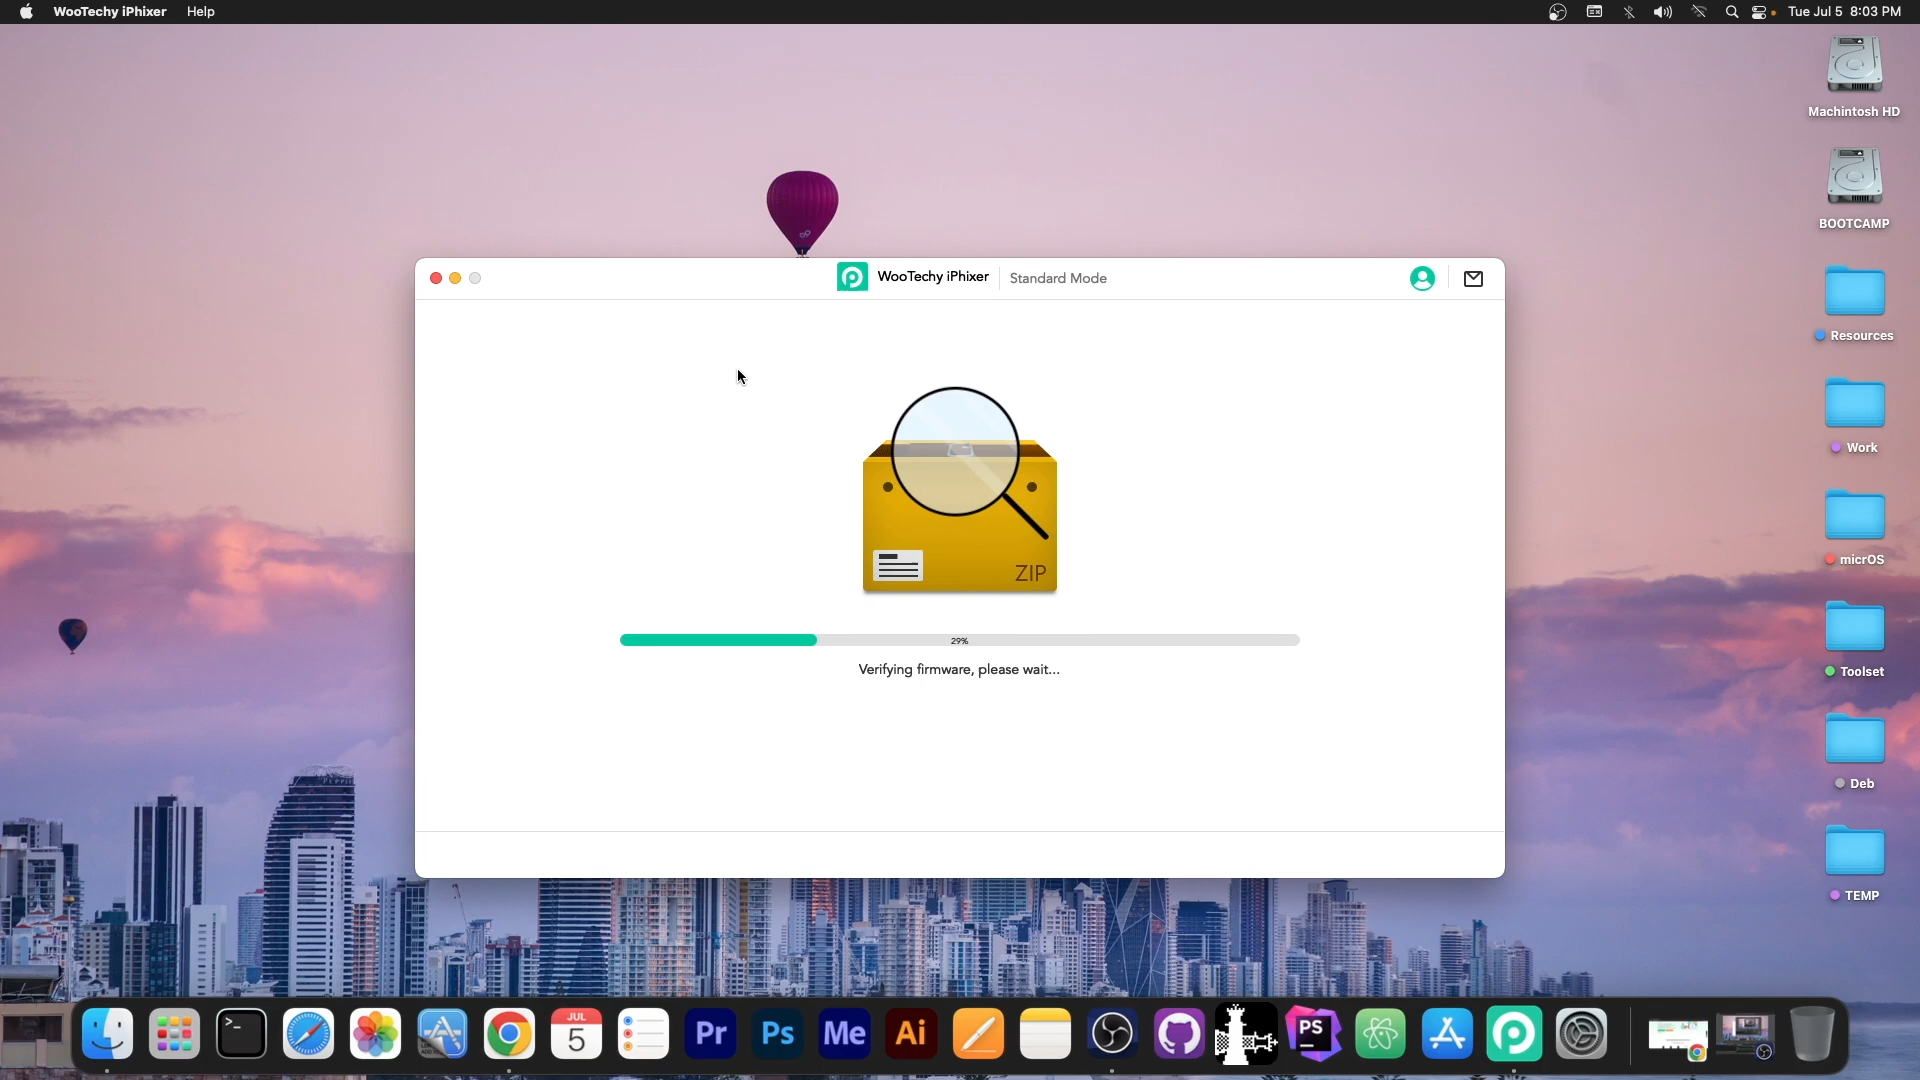 WooTechy iPhixer Help
Tue Jul 5 8:03 PM
Machintosh HD
BOOTCAMP
Resources
Work
micrOS
Toolset
Deb
TEMP
WooTechy iPhixer Standard Mode
ZIP
29%
Verifying firmware, please wait...
JUL
5
Pr
Ps
Me
Ai
PS